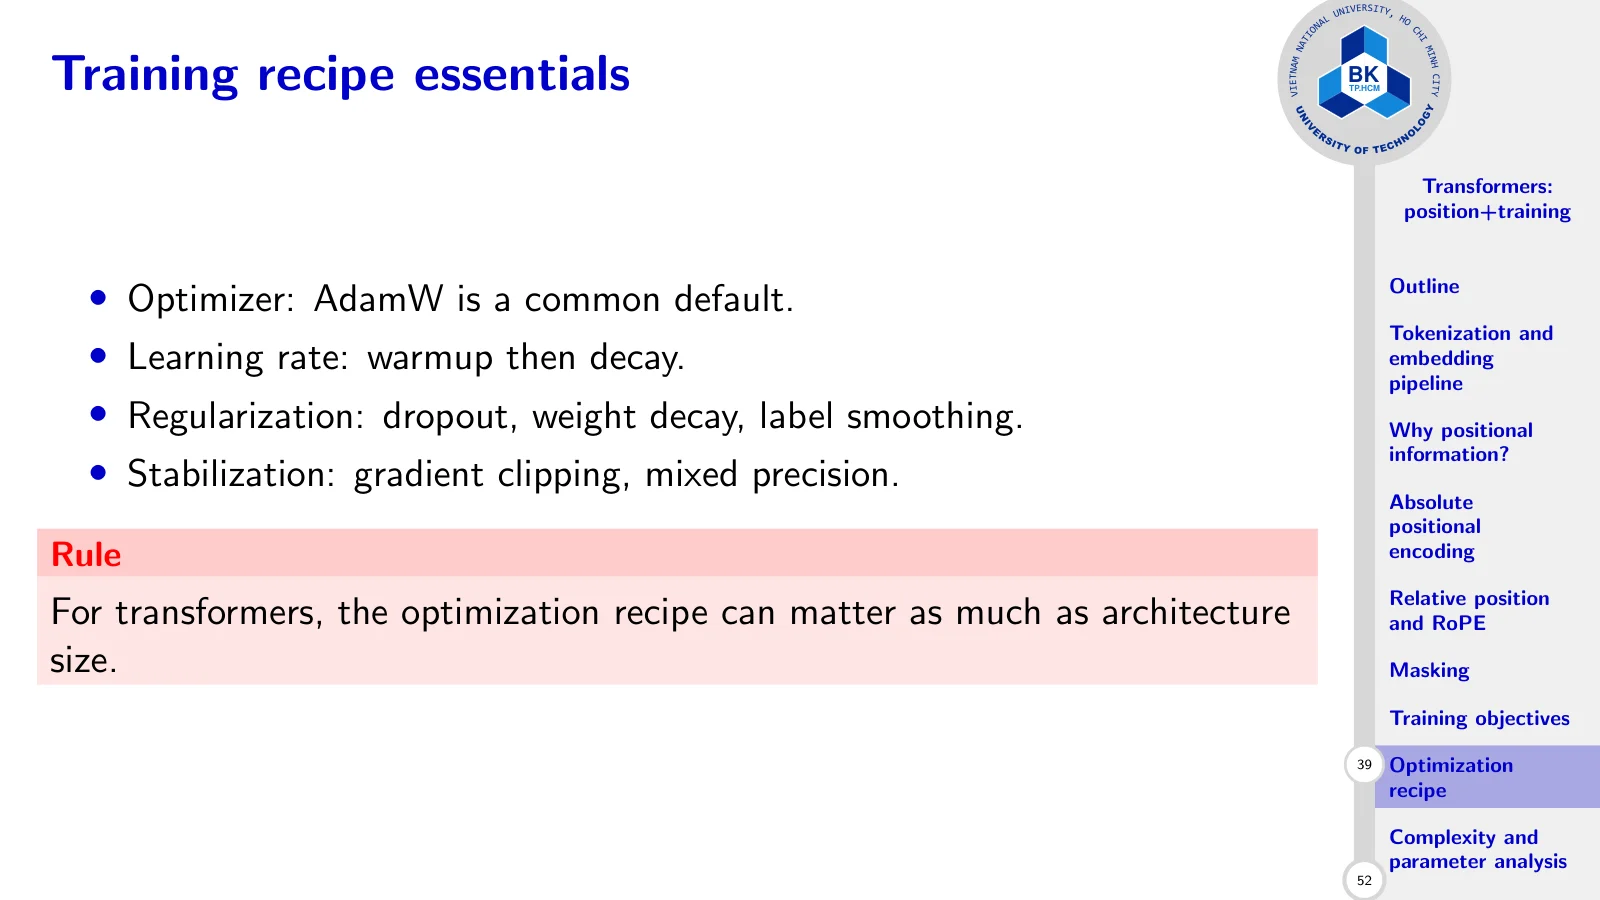 Training recipe essentials
• Optimizer: AdamW is a common default.
• Learning rate: warmup then decay.
• Regularization: dropout, weight decay, label smoothing.
• Stabilization: gradient clipping, mixed precision.
Rule
For transformers, the optimization recipe can matter as much as architecture
size.
VIETNAM NATIONAL UNIVERSITY, HO CHI MINH CITY
BK
TP.HCM
UNIVERSITY OF TECHNOLOGY
Transformers:
position+training
Outline
Tokenization and
embedding
pipeline
Why positional
information?
Absolute
positional
encoding
Relative position
and RoPE
Masking
Training objectives
39
Optimization
recipe
Complexity and
parameter analysis
52